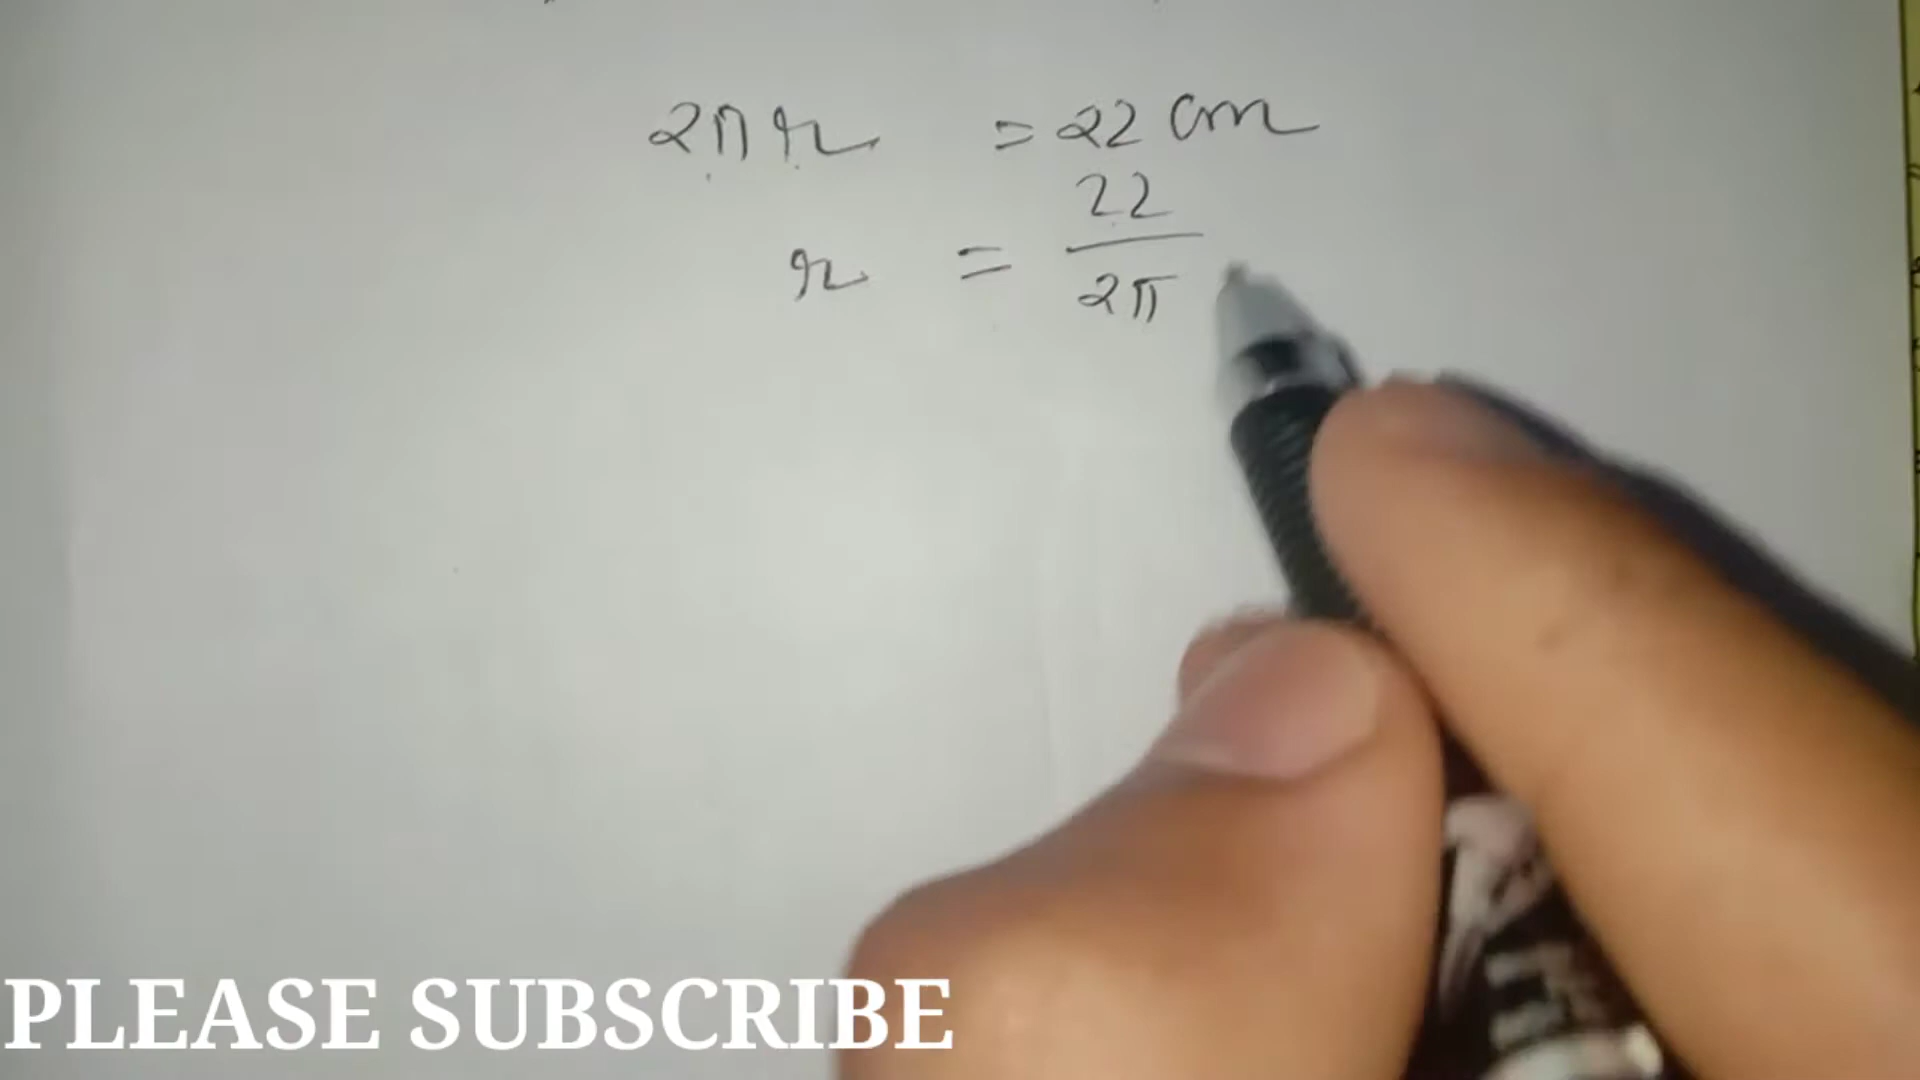 2πr = 22 cm
r = 22/2π
PLEASE SUBSCRIBE